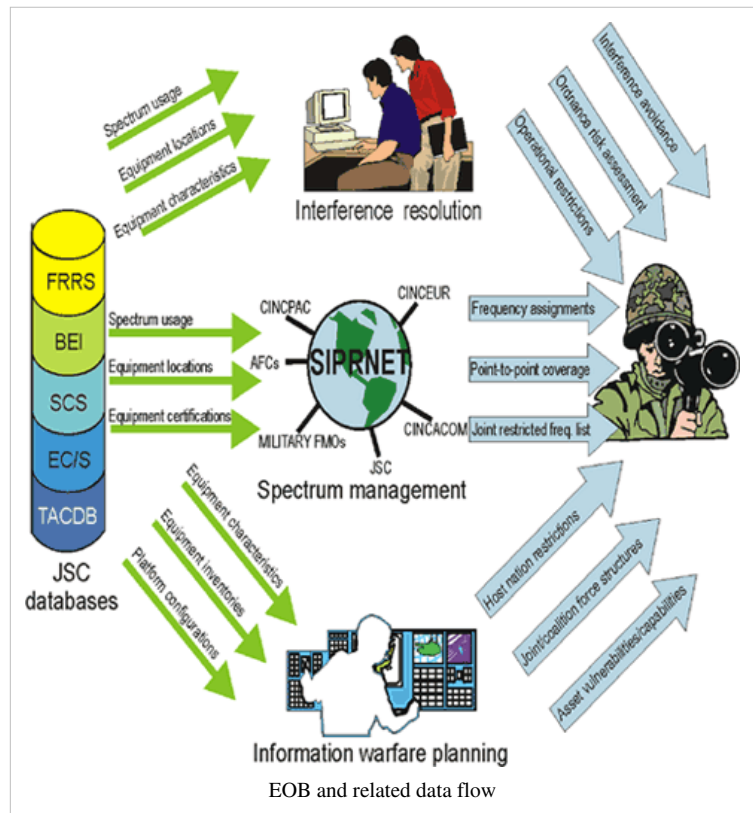 Spectrum usage
Equipment locations
Equipment characteristics
Interference resolution
Operational restrictions
Ordnance risk assessment
Interference avoidance
FRRS
BEI
SCS
EC/S
TACDB
JSC
databases
Spectrum usage
Equipment locations
Equipment certifications
CINCPAC
CINCEUR
AFCs
SIPRNET
MILITARY FMOs
CINCACOM
JSC
Spectrum management
Frequency assignments
Point-to-point coverage
Joint restricted freq. list
Equipment characteristics
Equipment inventories
Platform configurations
Information warfare planning
Host nation restrictions
Joint/coalition force structures
Asset vulnerabilities/capabilities
EOB and related data flow